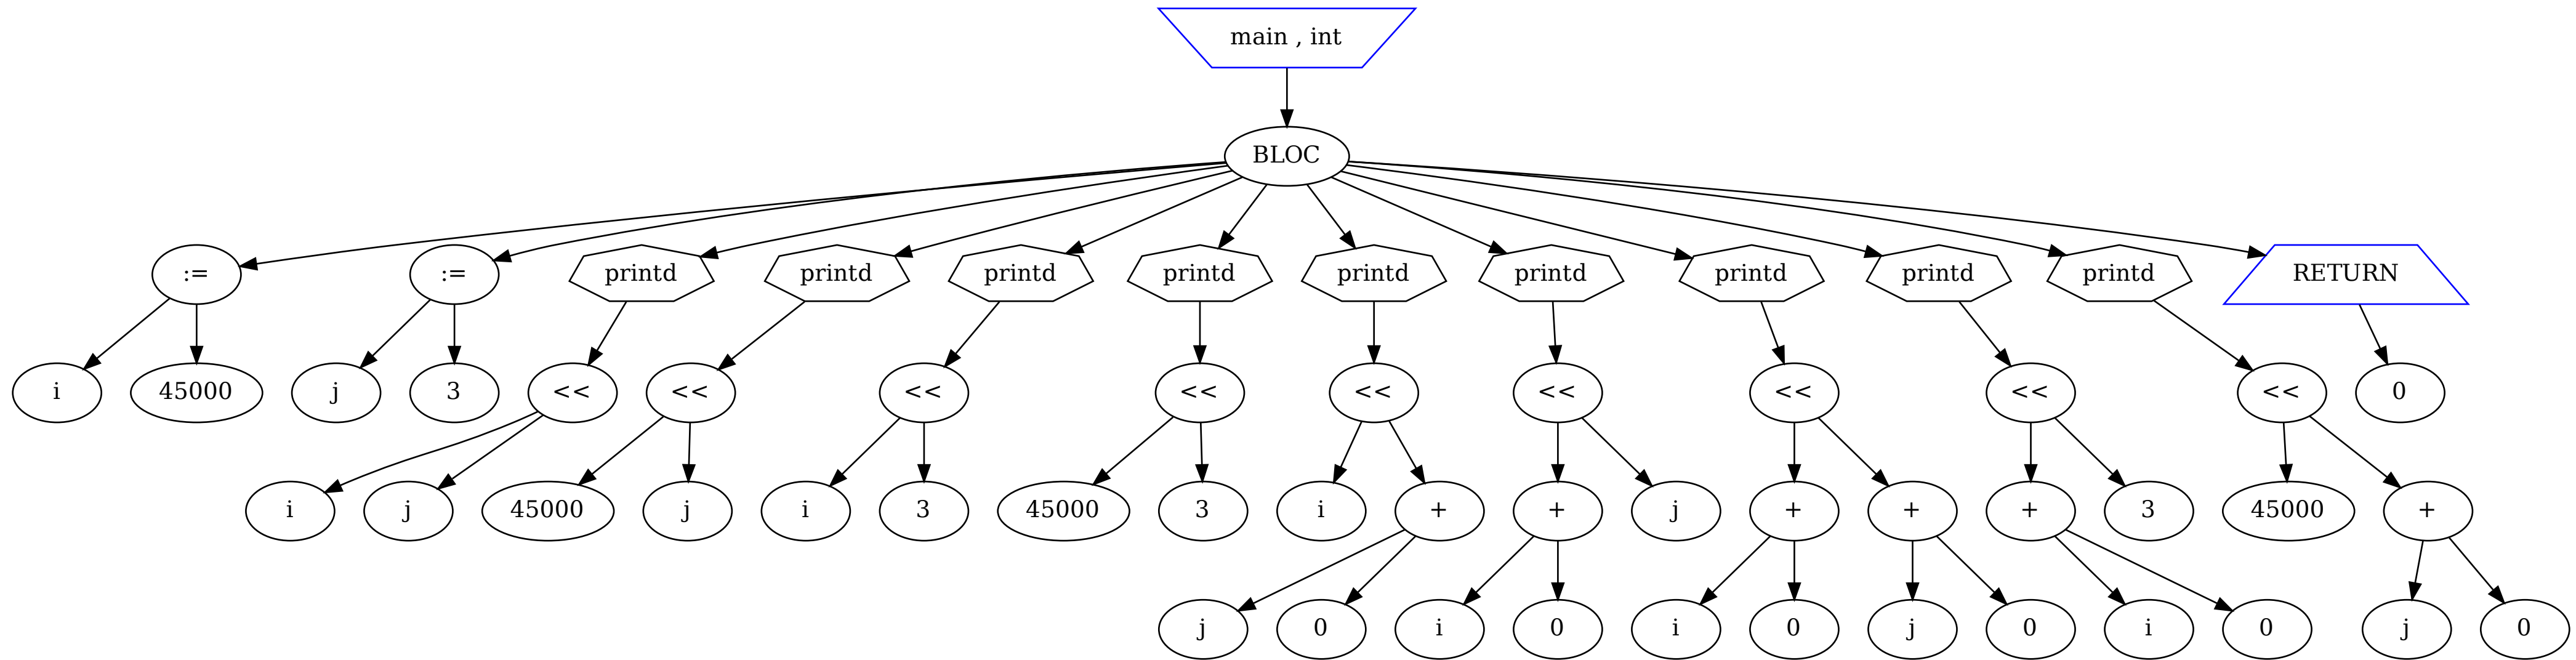 main , int
BLOC
:= := printd printd printd printd printd printd printd printd printd RETURN
i 45000 j 3 << << << << << << << << << 0
i j 45000 j i 3 45000 3 i + + j + + + 3 45000 +
j 0 i 0 i 0 j 0 i 0 j 0